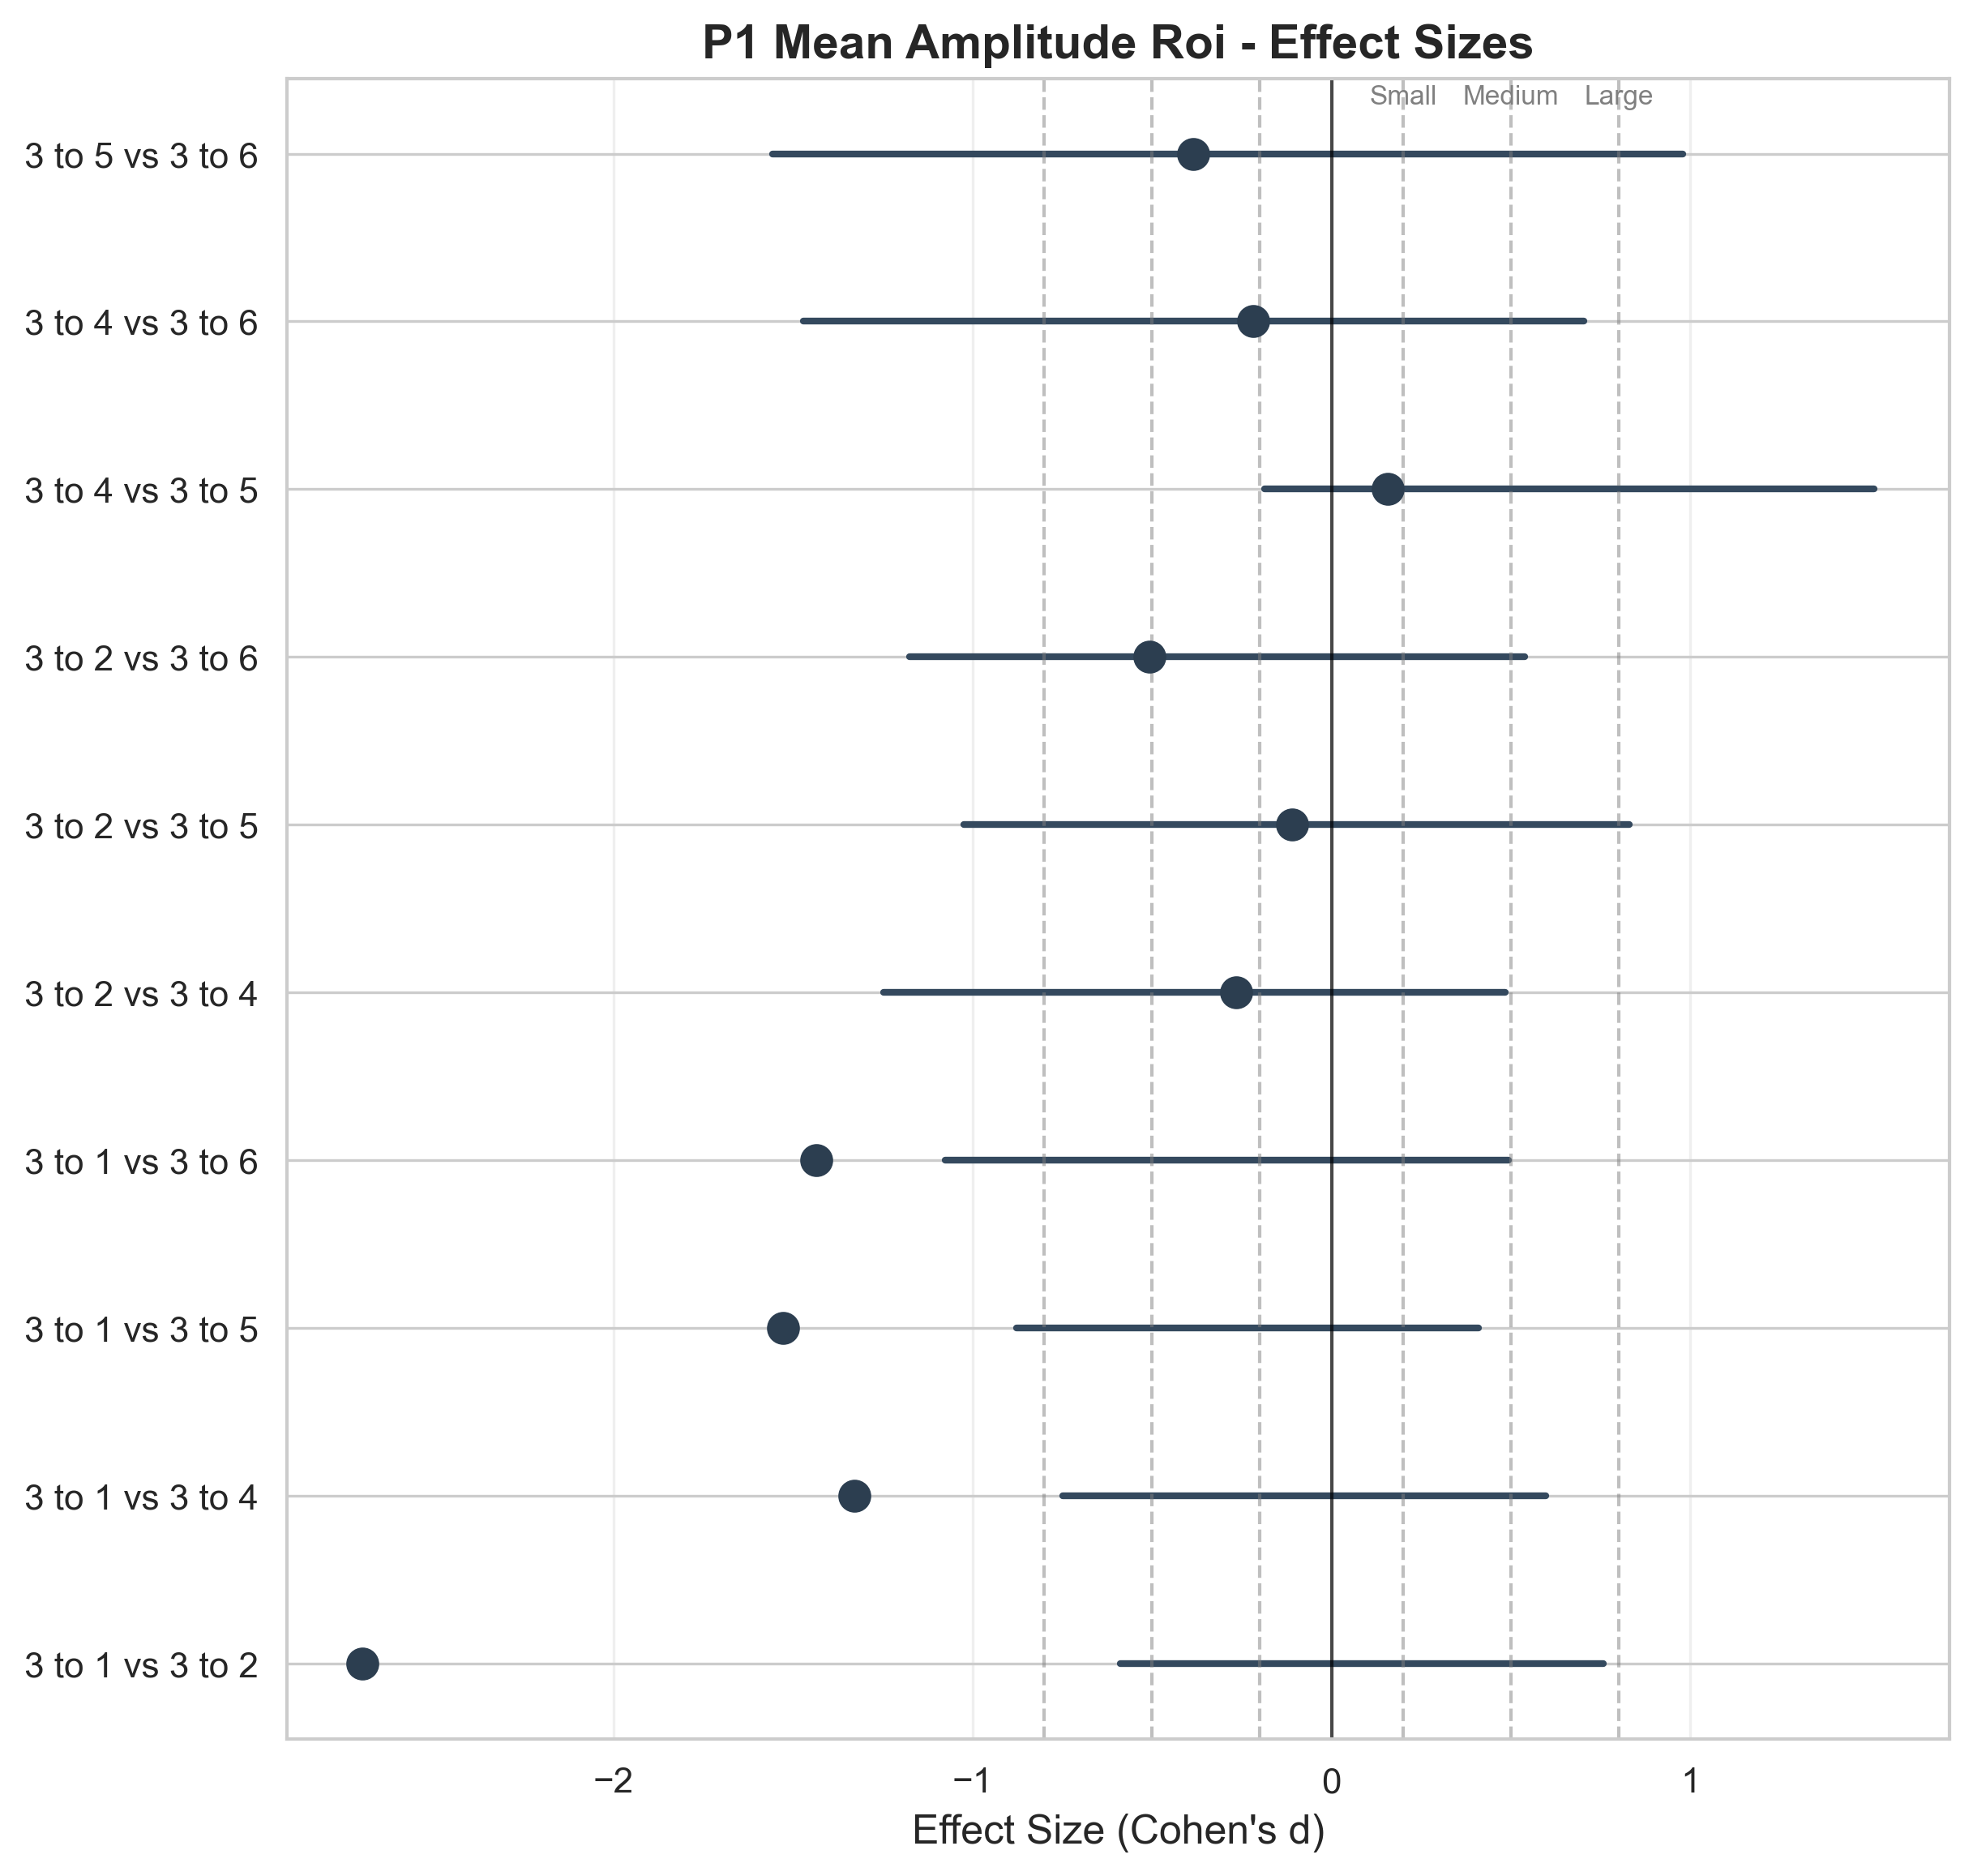 P1 Mean Amplitude Roi - Effect Sizes
Small Medium Large
3 to 5 vs 3 to 6
3 to 4 vs 3 to 6
3 to 4 vs 3 to 5
3 to 2 vs 3 to 6
3 to 2 vs 3 to 5
3 to 2 vs 3 to 4
3 to 1 vs 3 to 6
3 to 1 vs 3 to 5
3 to 1 vs 3 to 4
3 to 1 vs 3 to 2
−2 −1 0 1
Effect Size (Cohen's d)